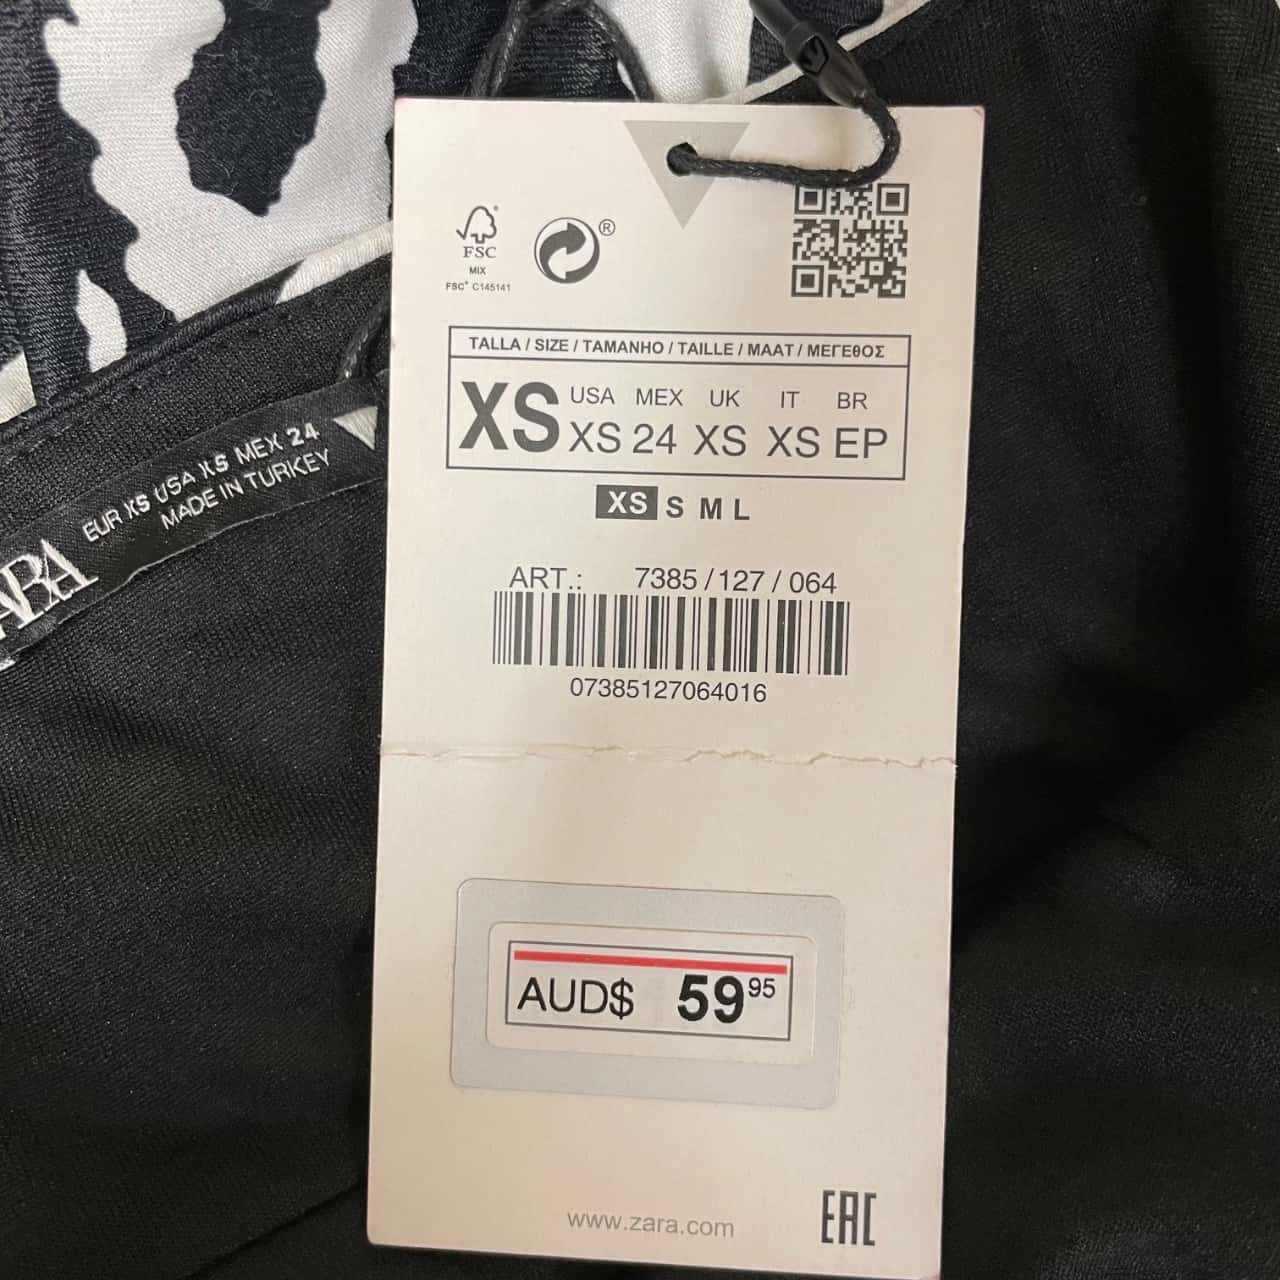 FSC
MIX
FSC® C145141
®
TALLA / SIZE / TAMANHO / TAILLE / MAAT / ΜΕΓΕΘΟΣ
USA MEX UK IT BR
XS XS 24 XS XS EP
XS S M L
ART.: 7385 / 127 / 064
07385127064016
AUD$ 59 95
www.zara.com
EAC
EUR XS USA XS MEX 24
MADE IN TURKEY
ZARA